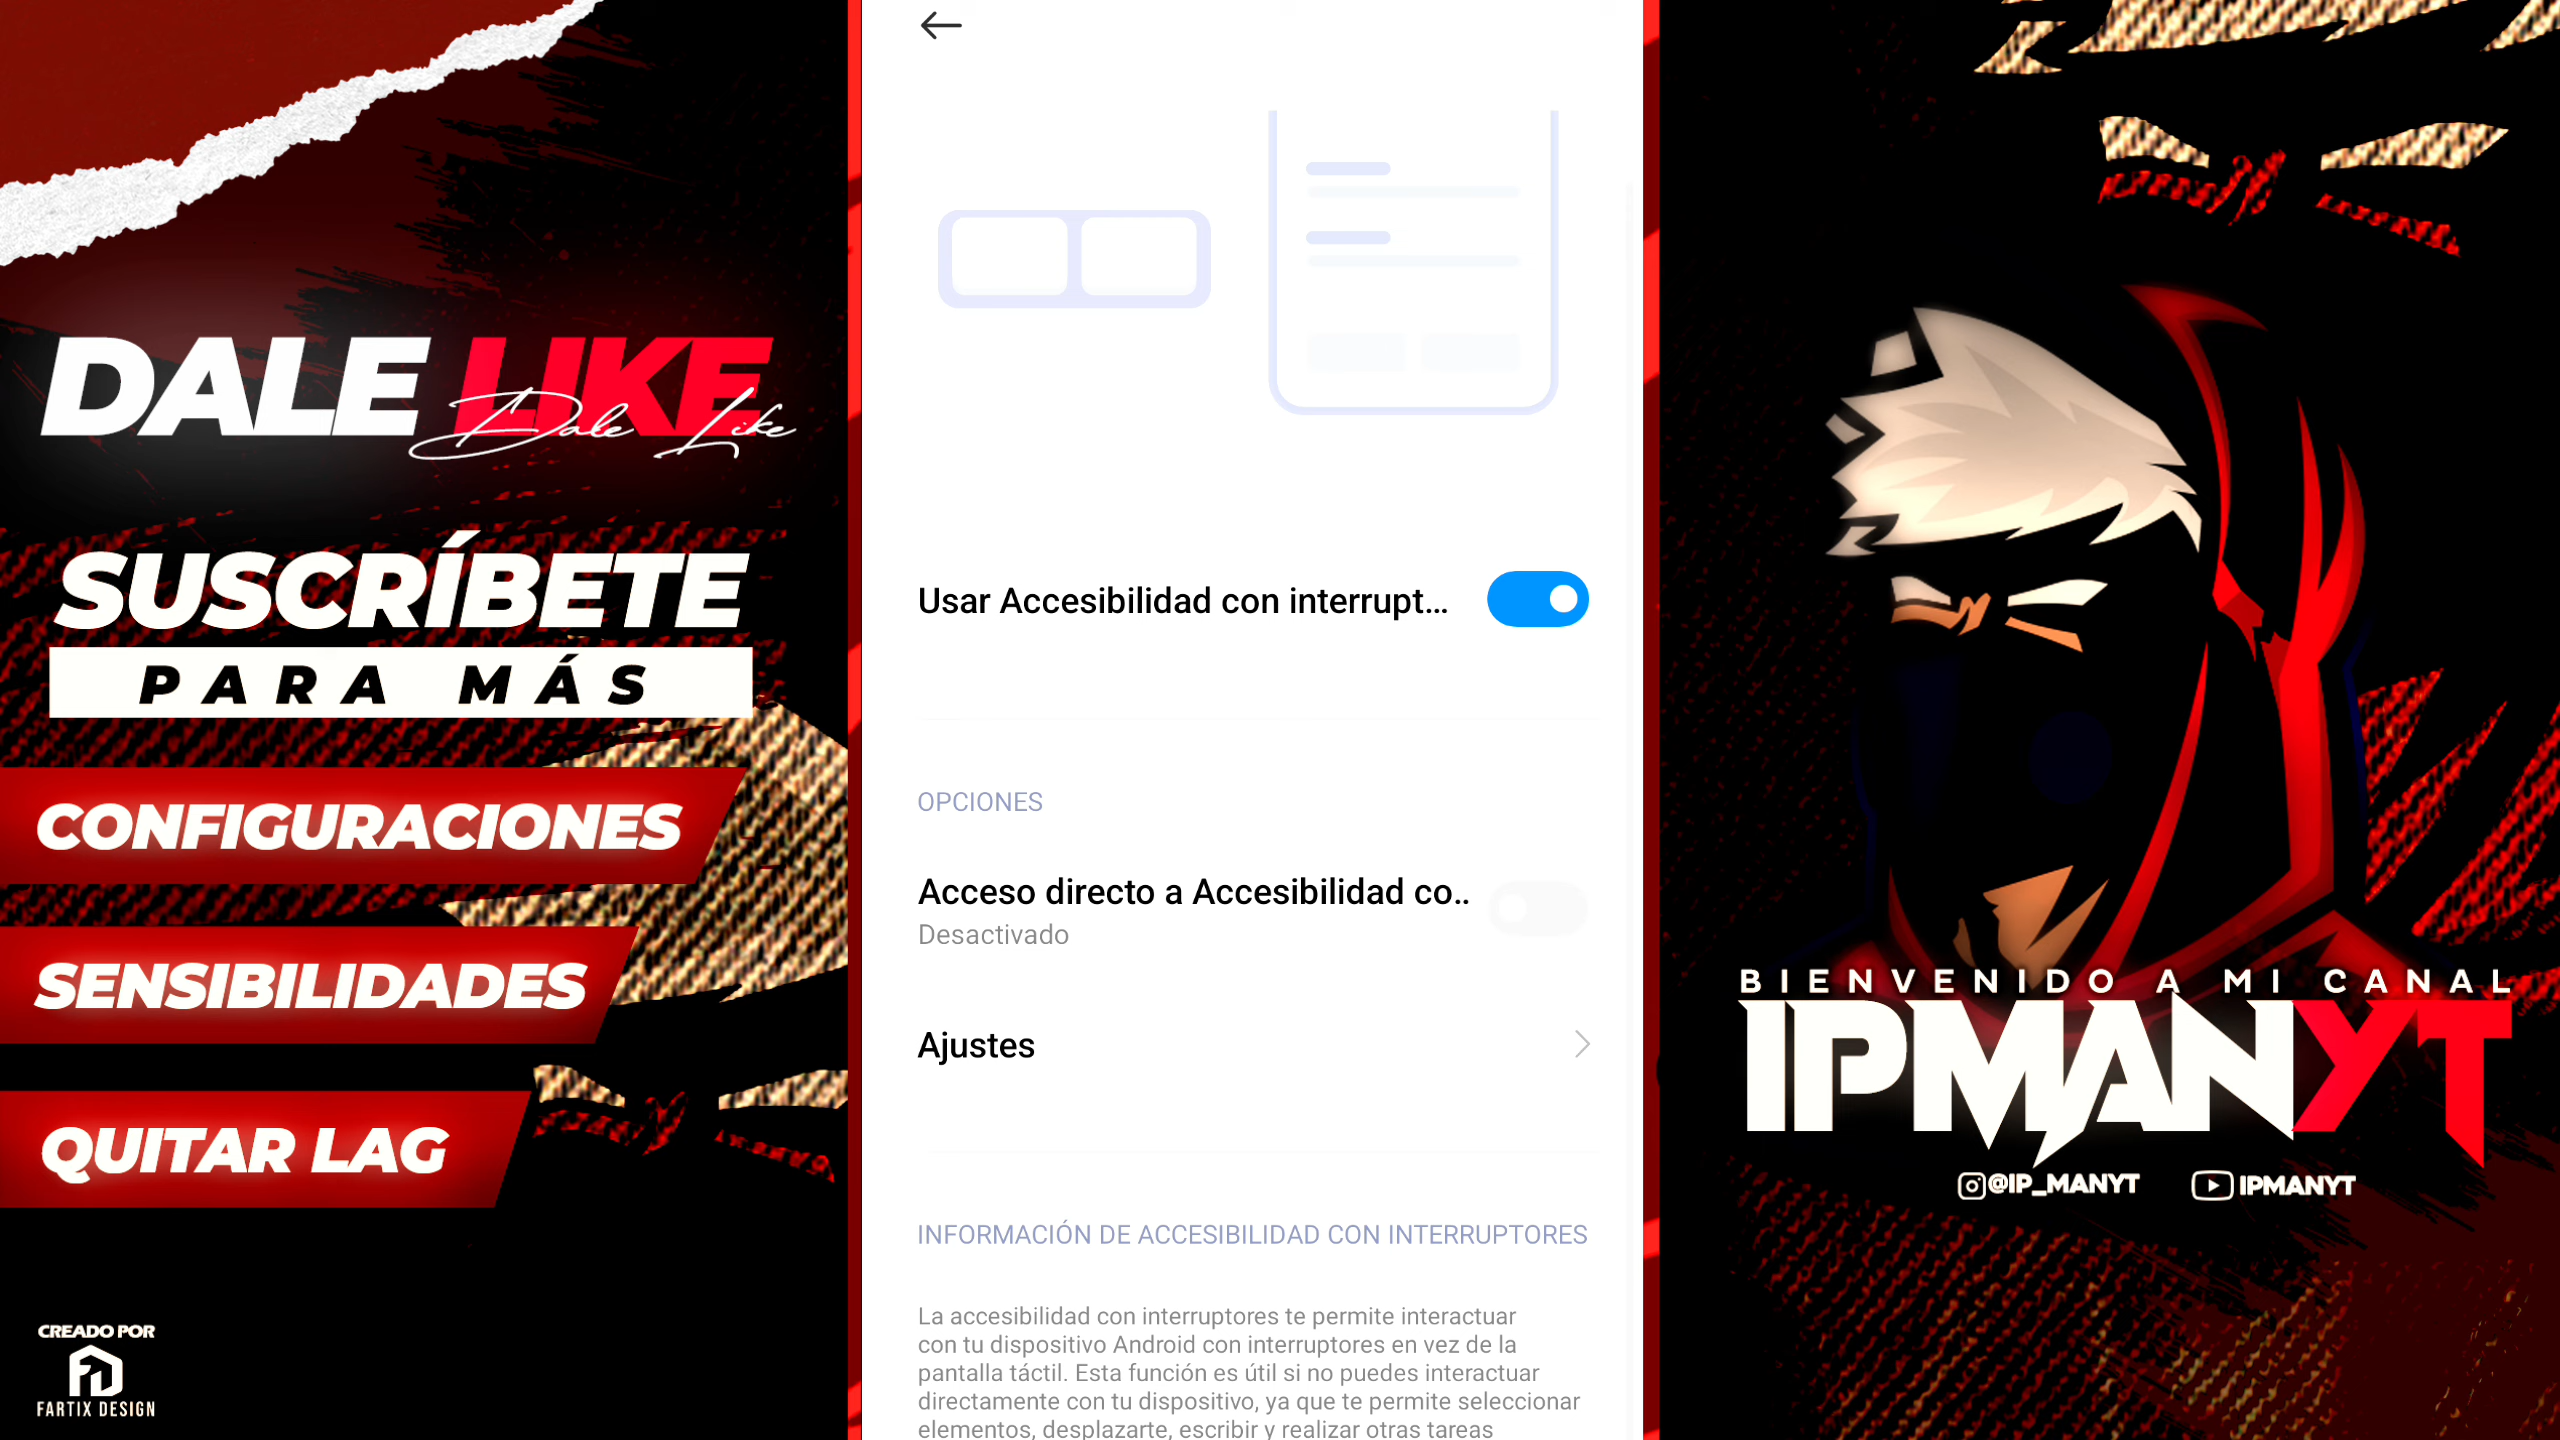 DALE LIKE
Dale Like
SUSCRÍBETE
PARA MÁS
CONFIGURACIONES
SENSIBILIDADES
QUITAR LAG
CREADO POR
FARTIX DESIGN
Usar Accesibilidad con interrupt...
OPCIONES
Acceso directo a Accesibilidad co..
Desactivado
Ajustes
INFORMACIÓN DE ACCESIBILIDAD CON INTERRUPTORES
La accesibilidad con interruptores te permite interactuar
con tu dispositivo Android con interruptores en vez de la
pantalla táctil. Esta función es útil si no puedes interactuar
directamente con tu dispositivo, ya que te permite seleccionar
elementos, desplazarte, escribir y realizar otras tareas
BIENVENIDO A MI CANAL
IPMANYT
@IP_MANYT
IPMANYT